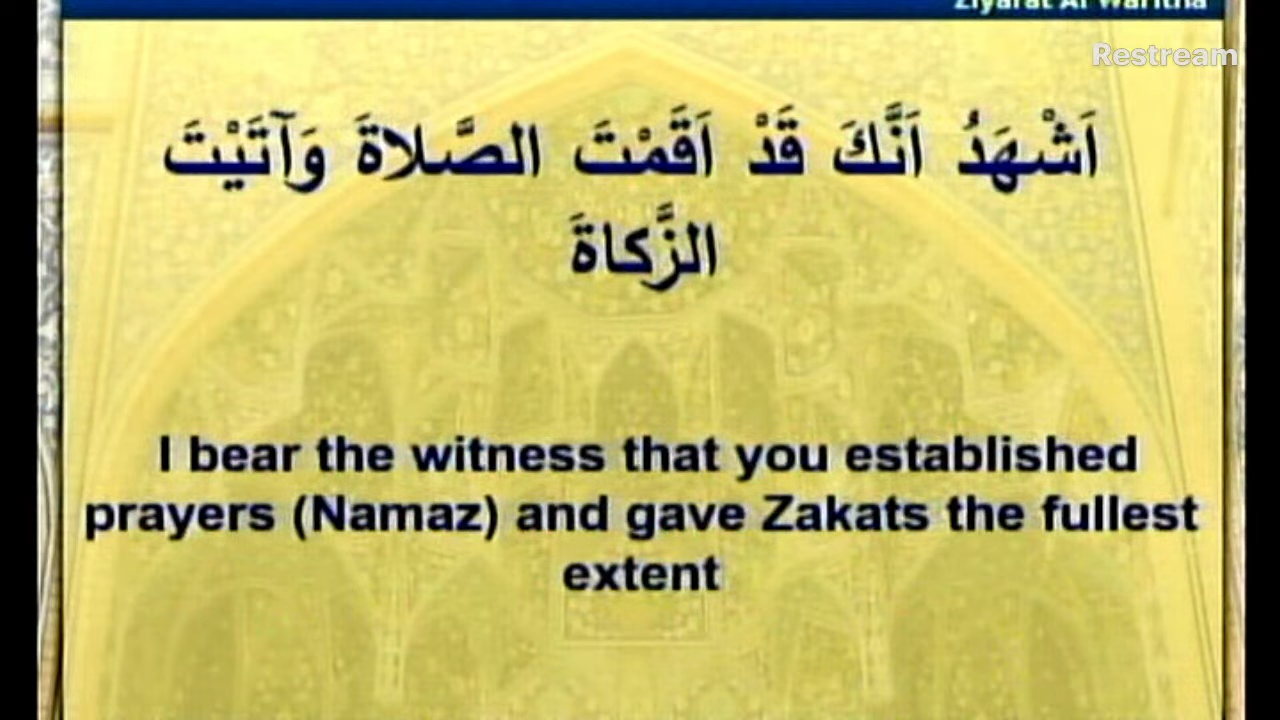 Ziyarat Al Waritha
Restream
اَشْهَدُ اَنَّكَ قَدْ اَقَمْتَ الصَّلاةَ وَآتَيْتَ
الزَّكاةَ
I bear the witness that you established
prayers (Namaz) and gave Zakats the fullest
extent